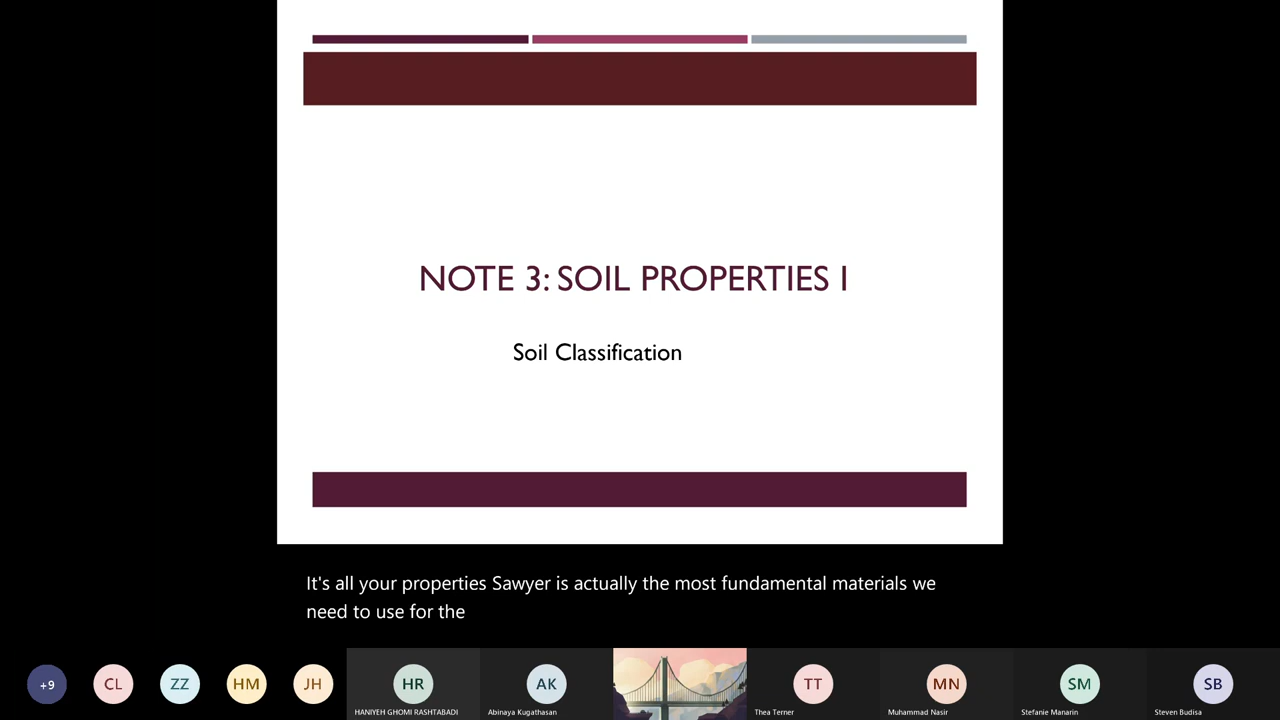 NOTE 3: SOIL PROPERTIES I
Soil Classification
It's all your properties Sawyer is actually the most fundamental materials we
need to use for the
+9
CL
ZZ
HM
JH
HR
AK
TT
MN
SM
SB
HANIYEH GHOMI RASHTABADI
Abinaya Kugathasan
Thea Terner
Muhammad Nasir
Stefanie Manarin
Steven Budisa